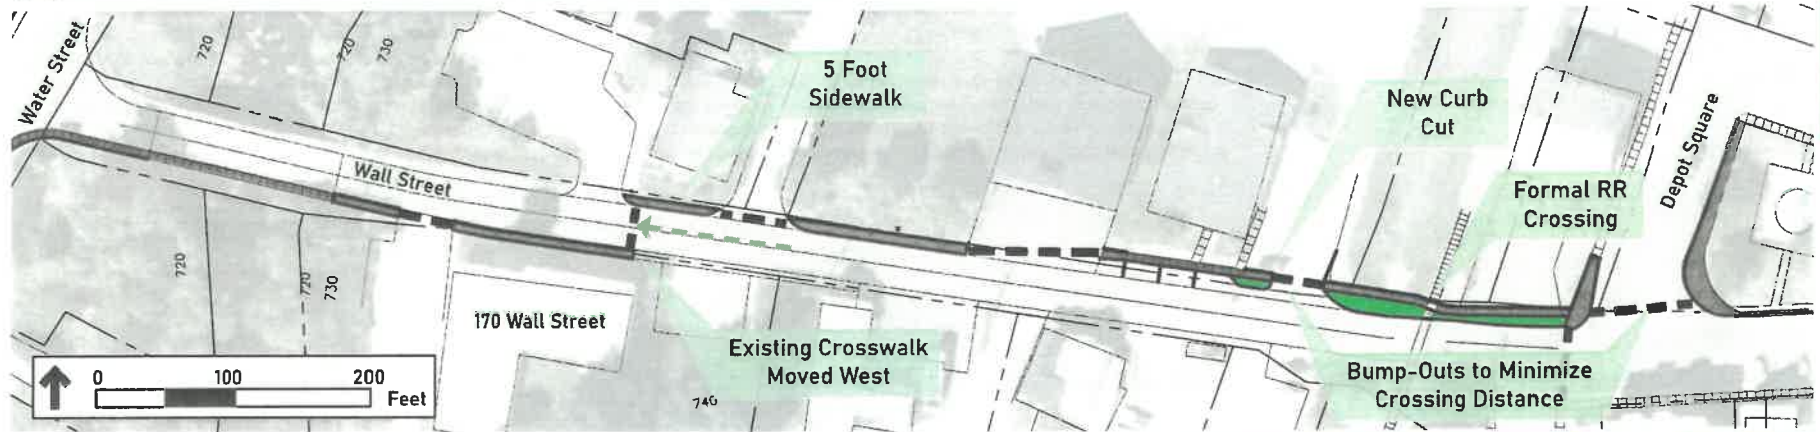 Water Street
720
720
730
5 Foot
Sidewalk
New Curb
Cut
Depot Square
Wall Street
Formal RR
Crossing
720
720
730
170 Wall Street
Existing Crosswalk
Moved West
Bump-Outs to Minimize
Crossing Distance
740
0 100 200
Feet